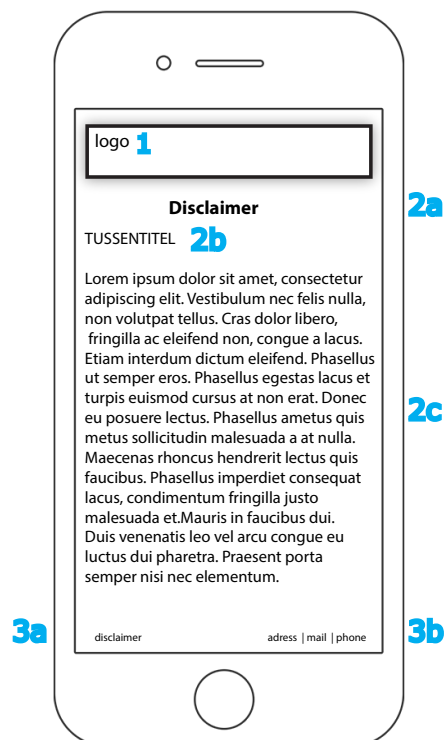 logo 1
Disclaimer 2a
TUSSENTITEL 2b
Lorem ipsum dolor sit amet, consectetur
adipiscing elit. Vestibulum nec felis nulla,
non volutpat tellus. Cras dolor libero,
fringilla ac eleifend non, congue a lacus.
Etiam interdum dictum eleifend. Phasellus
ut semper eros. Phasellus egestas lacus et
turpis euismod cursus at non erat. Donec
eu posuere lectus. Phasellus ametus quis 2c
metus sollicitudin malesuada a at nulla.
Maecenas rhoncus hendrerit lectus quis
faucibus. Phasellus imperdiet consequat
lacus, condimentum fringilla justo
malesuada et.Mauris in faucibus dui.
Duis venenatis leo vel arcu congue eu
luctus dui pharetra. Praesent porta
semper nisi nec elementum.
3a disclaimer adress | mail | phone 3b